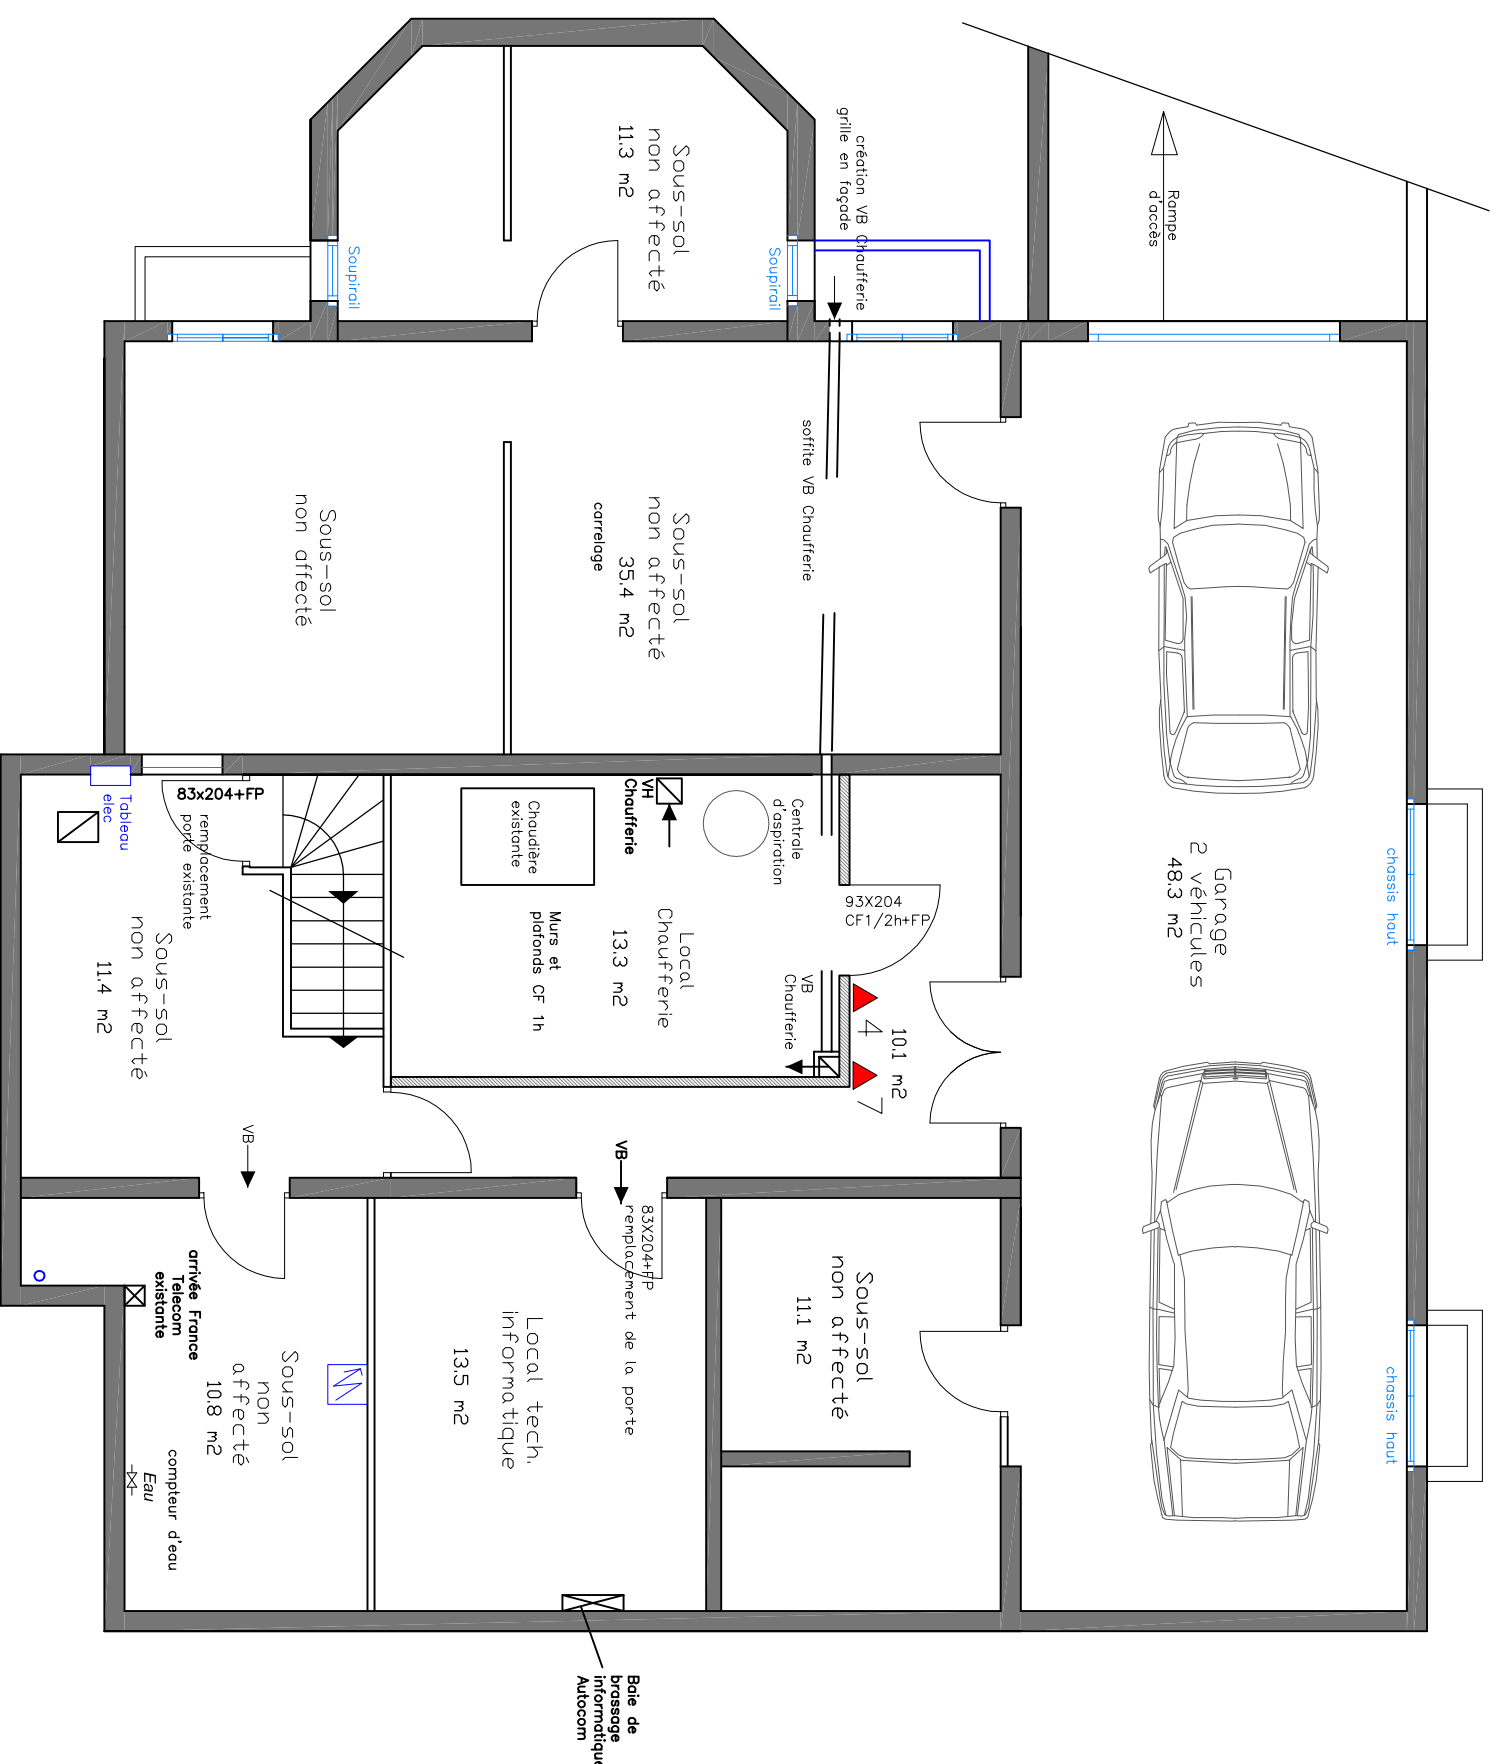 Sous-sol
non affecté
11.3 m2
création VB Chaufferie
grille en façade
Rampe
d'accès
Soupirail
Soupirail
soffite VB Chaufferie
Sous-sol
non affecté
35.4 m2
carrelage
Sous-sol
non affecté
Garage
2 véhicules
48.3 m2
chassis haut
chassis haut
83x204+FP
remplacement
porte existante
Tableau
elec
VH
Chaufferie
Chaudière
existante
Centrale
d'aspiration
93X204
CF1/2h+FP
Local
Chaufferie
13.3 m2
Murs et
plafonds CF 1h
VB
Chaufferie
4
7
10.1 m2
Sous-sol
non affecté
11.4 m2
VB
VB
83X204+FP
remplacement de la porte
Sous-sol
non affecté
11.1 m2
Local tech.
informatique
13.5 m2
arrivée France
Telecom
existante
Sous-sol
non
affecté
10.8 m2
compteur d'eau
Eau
Baie de
brassage
informatique
Autocom